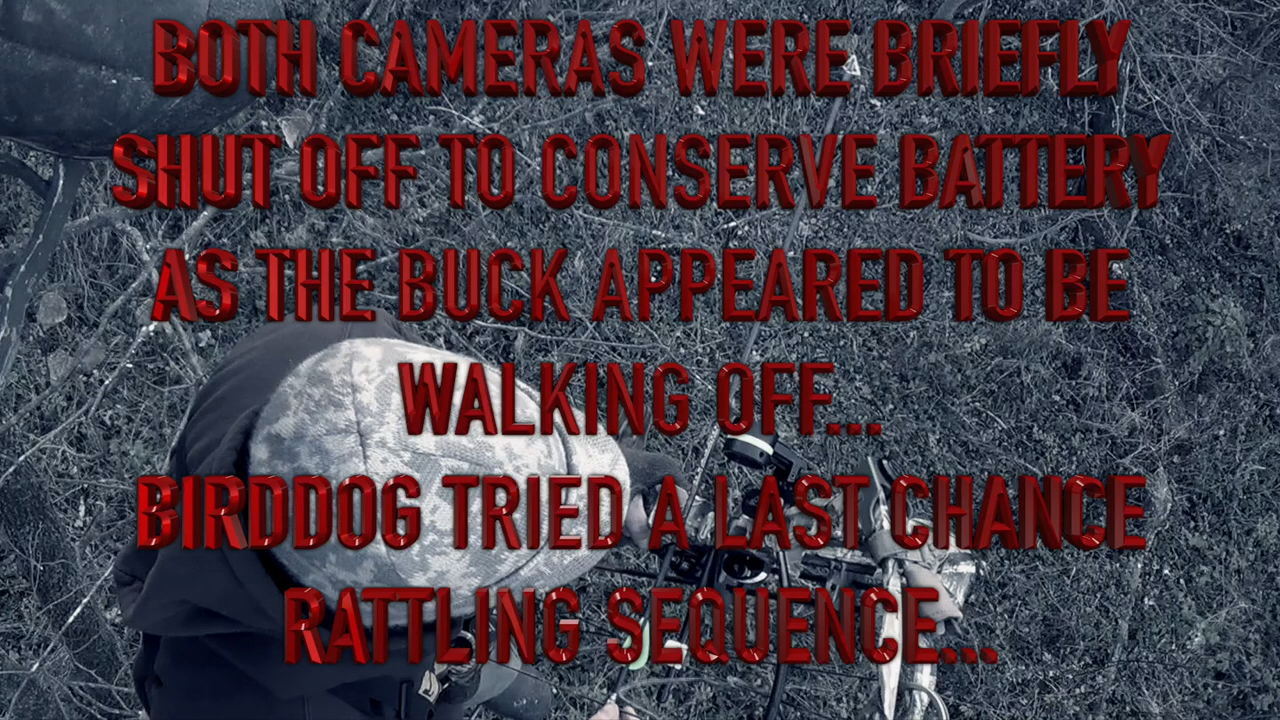 BOTH CAMERAS WERE BRIEFLY
SHUT OFF TO CONSERVE BATTERY
AS THE BUCK APPEARED TO BE
WALKING OFF...
BIRDDOG TRIED A LAST CHANCE
RATTLING SEQUENCE...